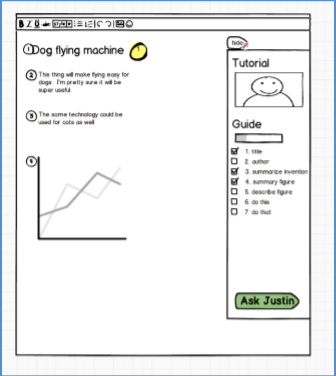 B I U
hide
① Dog flying machine
② This thing will make flying easy for
dogs. I'm pretty sure it will be
super useful.
③ The same technology could be
used for cats as well
④
Tutorial
Guide
1. title
2. author
3. summarize invention
4. summary figure
5. describe figure
6. do this
7. do that
Ask Justin